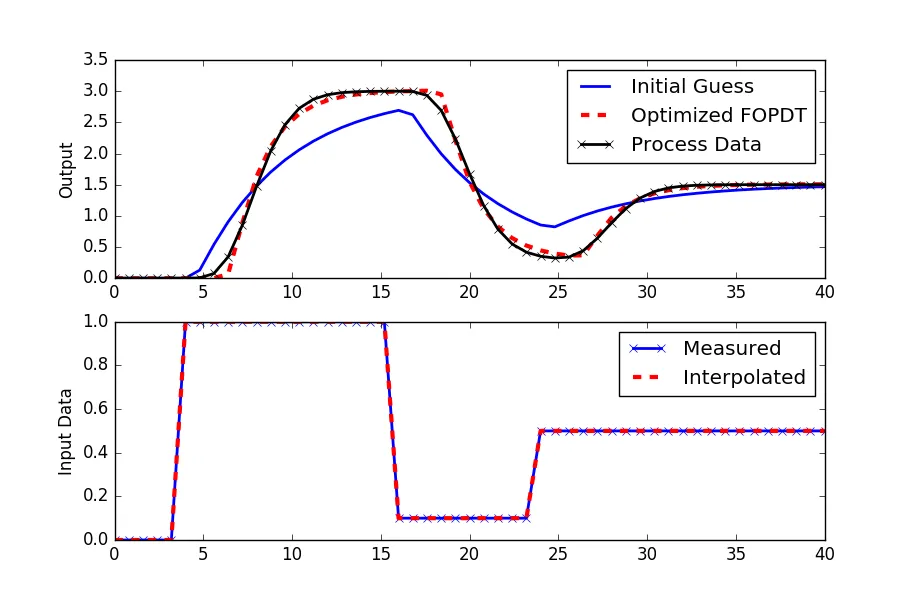 3.5
3.0
2.5
2.0
1.5
1.0
0.5
0.0
Output
Initial Guess
Optimized FOPDT
Process Data
0 5 10 15 20 25 30 35 40
1.0
0.8
0.6
0.4
0.2
0.0
Input Data
Measured
Interpolated
0 5 10 15 20 25 30 35 40